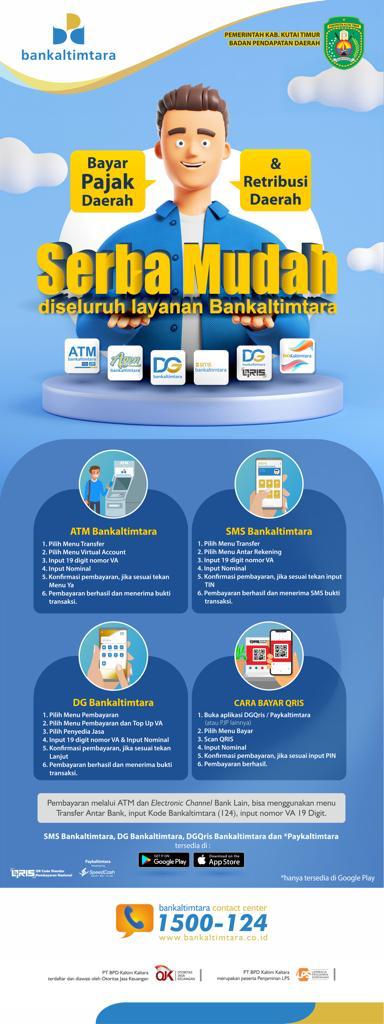 bankaltimtara
PEMERINTAH KAB. KUTAI TIMUR
BADAN PENDAPATAN DAERAH
Bayar
Pajak
Daerah
&
Retribusi
Daerah
Serba Mudah
diseluruh layanan Bankaltimtara
ATM
bankaltimtara
Agen
bankaltimtara
DG
bankaltimtara
SMS
bankaltimtara
DG
bankaltimtara
QRIS
ATM Bankaltimtara
1. Pilih Menu Transfer
2. Pilih Menu Virtual Account
3. Input 19 digit nomor VA
4. Input Nominal
5. Konfirmasi pembayaran, jika sesuai tekan
Menu Ya
6. Pembayaran berhasil dan menerima bukti
transaksi.
SMS Bankaltimtara
1. Pilih Menu Transfer
2. Pilih Menu Antar Rekening
3. Input 19 digit nomor VA
4. Input Nominal
5. Konfirmasi pembayaran, jika sesuai tekan input
TIN
6. Pembayaran berhasil dan menerima SMS bukti
transaksi.
DG Bankaltimtara
1. Pilih Menu Pembayaran
2. Pilih Menu Pembayaran dan Top Up VA
3. Pilih Penyedia Jasa
4. Input 19 digit nomor VA & Input Nominal
5. Konfirmasi pembayaran, jika sesuai tekan
Lanjut
6. Pembayaran berhasil dan menerima bukti
transaksi.
CARA BAYAR QRIS
1. Buka aplikasi DGQris / Paykaltimtara
(atau PJP lainnya)
2. Pilih Menu Bayar
3. Scan QRIS
4. Input Nominal
5. Konfirmasi pembayaran, jika sesuai input PIN
6. Pembayaran berhasil.
Pembayaran melalui ATM dan Electronic Channel Bank Lain, bisa menggunakan menu
Transfer Antar Bank, input Kode Bankaltimtara (124), input nomor VA 19 Digit.
SMS Bankaltimtara, DG Bankaltimtara, DGQris Bankaltimtara dan *Paykaltimtara
tersedia di :
GET IT ON
Google Play
Download on the
App Store
QRIS
QR Code Standar
Pembayaran Nasional
Paykaltimtara
SpeedCash
*hanya tersedia di Google Play
bankaltimtara contact center
1500-124
www.bankaltimtara.co.id
PT BPD Kaltim Kaltara
terdaftar dan diawasi oleh Otoritas Jasa Keuangan
OJK
OTORITAS
JASA
KEUANGAN
PT BPD Kaltim Kaltara
merupakan peserta Penjaminan LPS
LPS